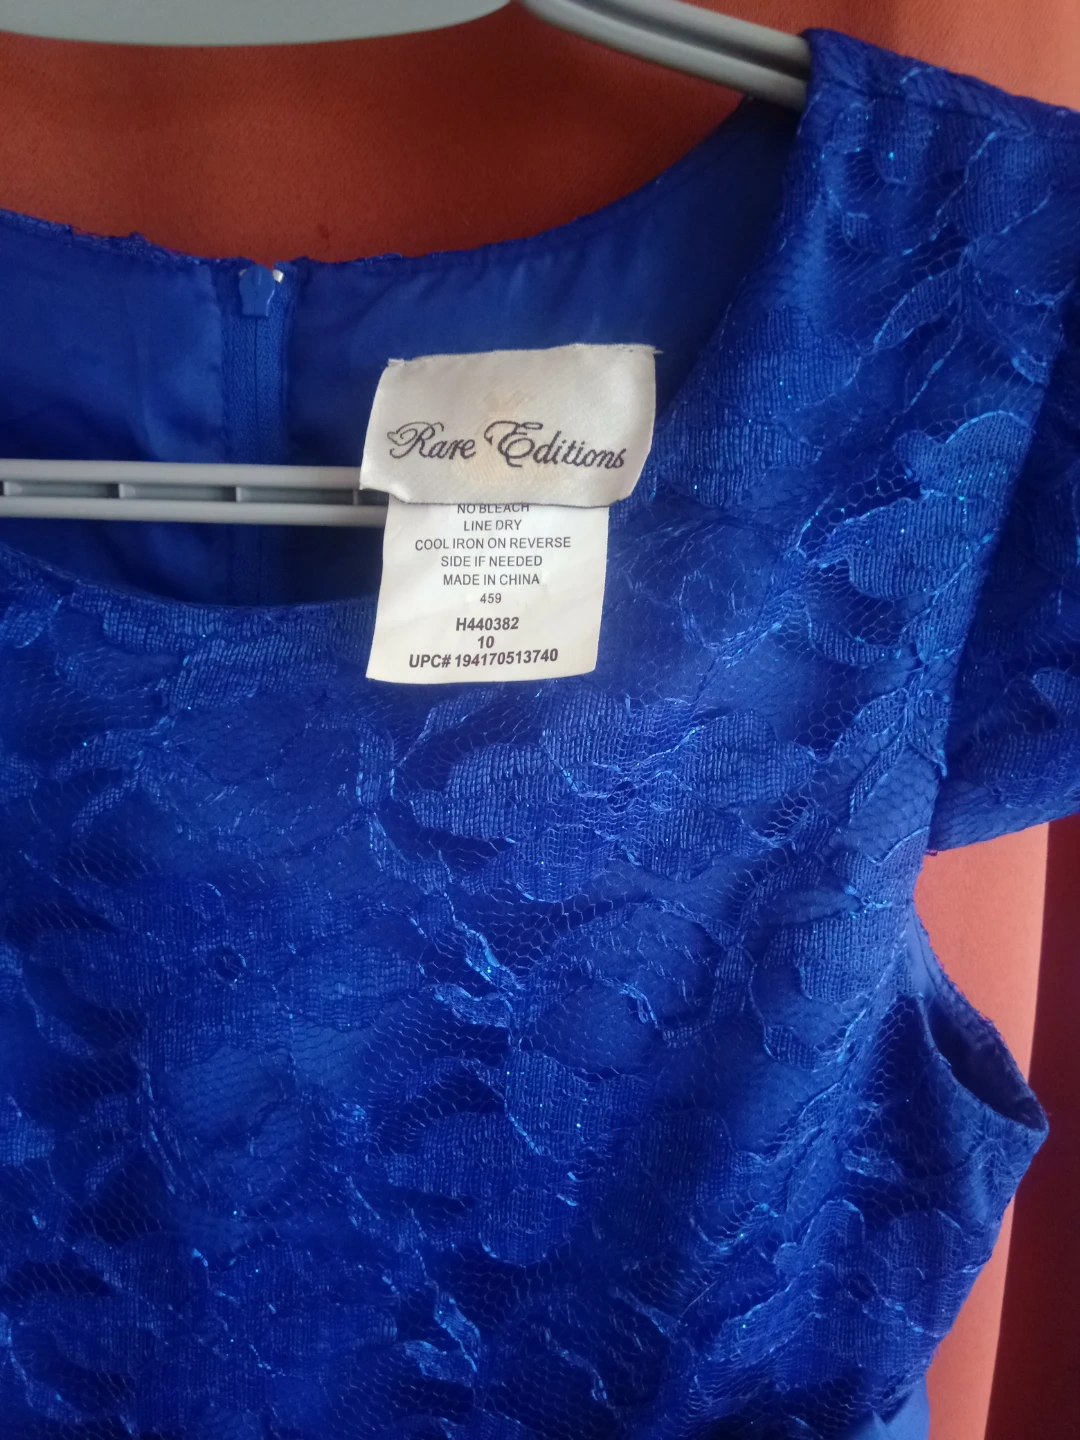 Rare Editions
NO BLEACH
LINE DRY
COOL IRON ON REVERSE
SIDE IF NEEDED
MADE IN CHINA
459
H440382
10
UPC# 194170513740